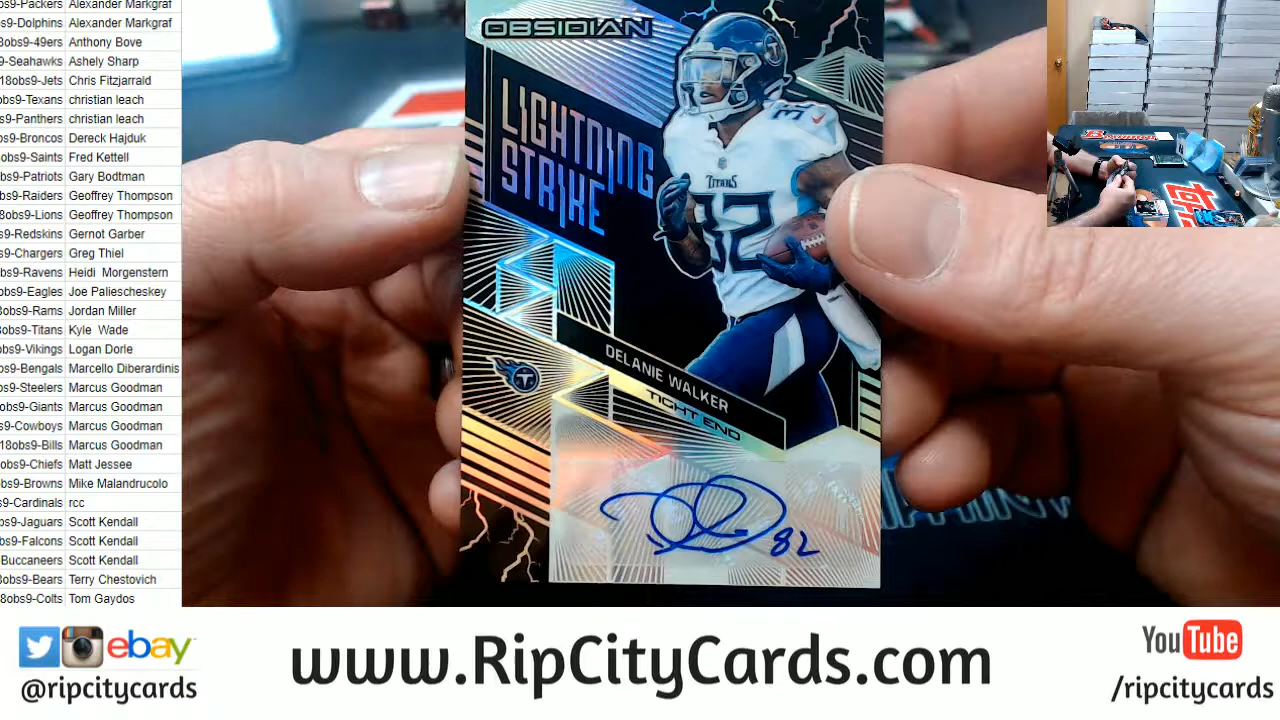 bs9-Packers Alexander Markgraf
s9-Dolphins Alexander Markgraf
8obs9-49ers Anthony Bove
9-Seahawks Ashely Sharp
18obs9-Jets Chris Fitzjarrald
obs9-Texans christian leach
s9-Panthers christian leach
obs9-Broncos Dereck Hajduk
obs9-Saints Fred Kettell
obs9-Patriots Gary Bodtman
obs9-Raiders Geoffrey Thompson
8obs9-Lions Geoffrey Thompson
9-Redskins Gernot Garber
9-Chargers Greg Thiel
obs9-Ravens Heidi Morgenstern
obs9-Eagles Joe Paliescheskey
8obs9-Rams Jordan Miller
obs9-Titans Kyle Wade
obs9-Vikings Logan Dorle
obs9-Bengals Marcello Diberardinis
s9-Steelers Marcus Goodman
obs9-Giants Marcus Goodman
s9-Cowboys Marcus Goodman
18obs9-Bills Marcus Goodman
obs9-Chiefs Matt Jessee
obs9-Browns Mike Malandrucolo
s9-Cardinals rcc
bs9-Jaguars Scott Kendall
obs9-Falcons Scott Kendall
-Buccaneers Scott Kendall
8obs9-Bears Terry Chestovich
8obs9-Colts Tom Gaydos
OBSIDIAN
LIGHTNING
STRIKE
TITANS
82
DELANIE WALKER
TIGHT END
82
ebay
@ripcitycards
www.RipCityCards.com
YouTube
/ripcitycards